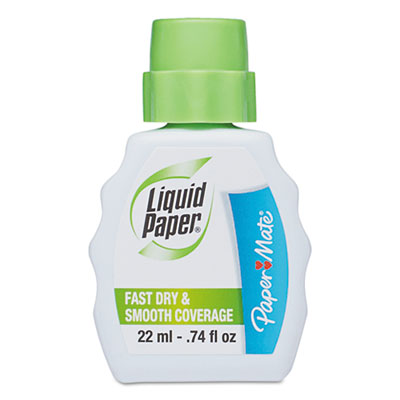 Liquid
Paper®
FAST DRY &
SMOOTH COVERAGE
22 ml - .74 fl oz
Paper Mate®